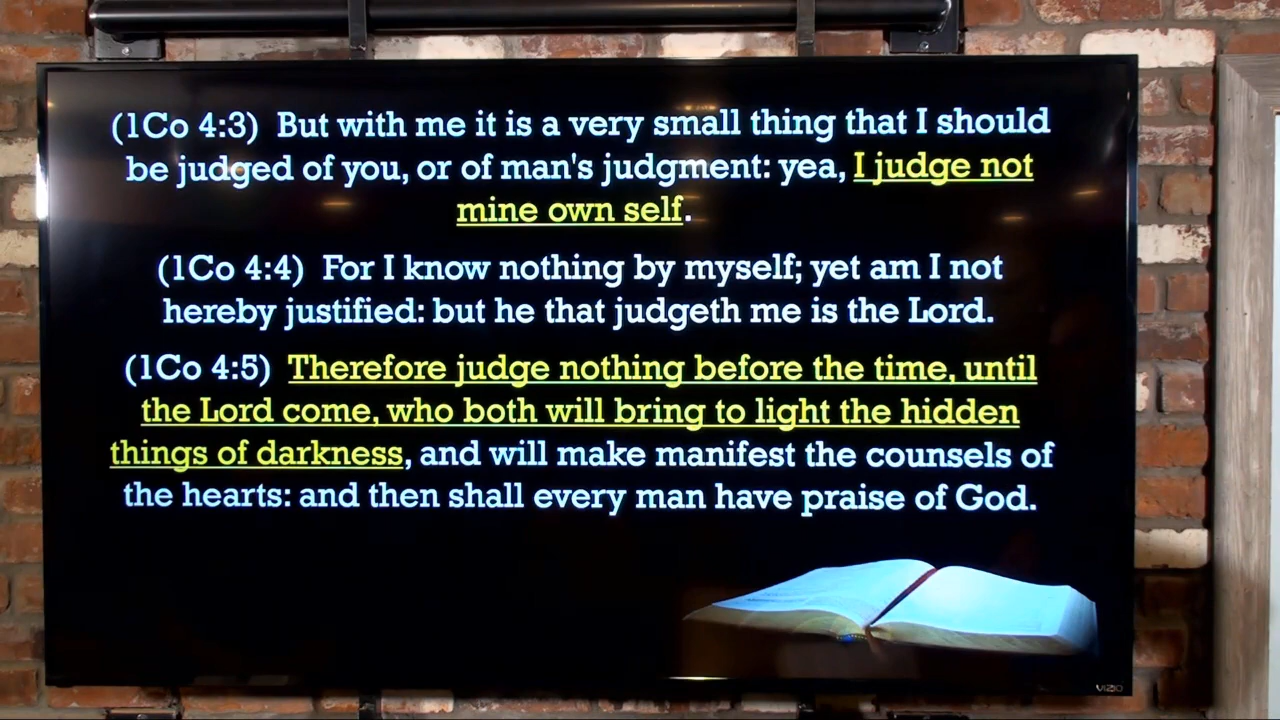 (1Co 4:3)  But with me it is a very small thing that I should
be judged of you, or of man's judgment: yea, I judge not
mine own self.
(1Co 4:4)  For I know nothing by myself; yet am I not
hereby justified: but he that judgeth me is the Lord.
(1Co 4:5)  Therefore judge nothing before the time, until
the Lord come, who both will bring to light the hidden
things of darkness, and will make manifest the counsels of
the hearts: and then shall every man have praise of God.
VIZIO